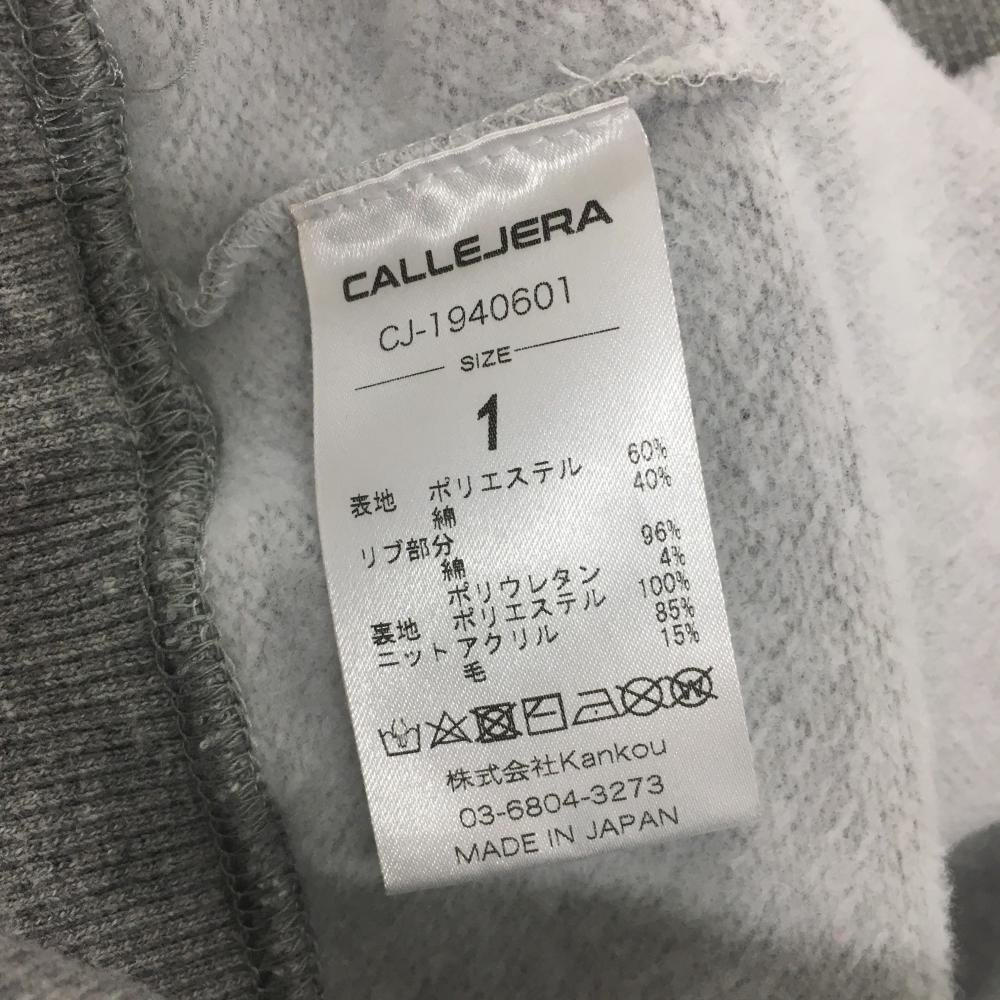 CALLEJERA
CJ-1940601
SIZE
1
表地 ポリエステル 60%
綿 40%
リブ部分
綿 96%
ポリウレタン 4%
裏地 ポリエステル 100%
ニット アクリル 85%
毛 15%
株式会社Kankou
03-6804-3273
MADE IN JAPAN